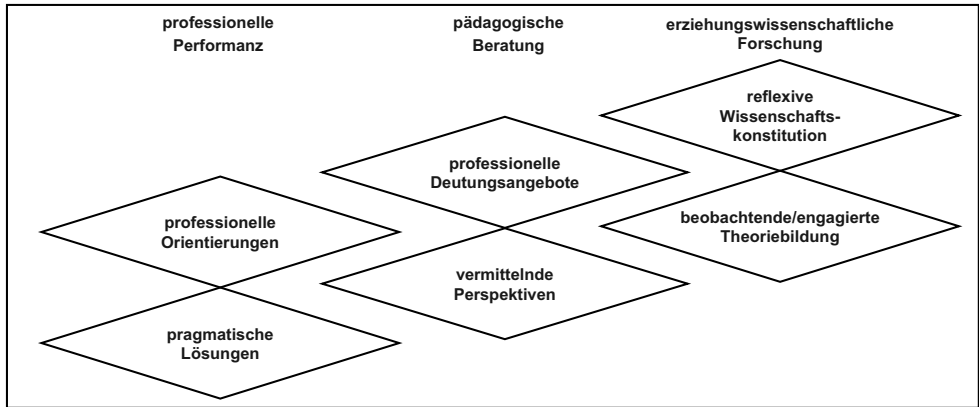 professionelle
Performanz
pädagogische
Beratung
erziehungswissenschaftliche
Forschung
reflexive
Wissenschafts-
konstitution
professionelle
Deutungsangebote
professionelle
Orientierungen
beobachtende/engagierte
Theoriebildung
vermittelnde
Perspektiven
pragmatische
Lösungen